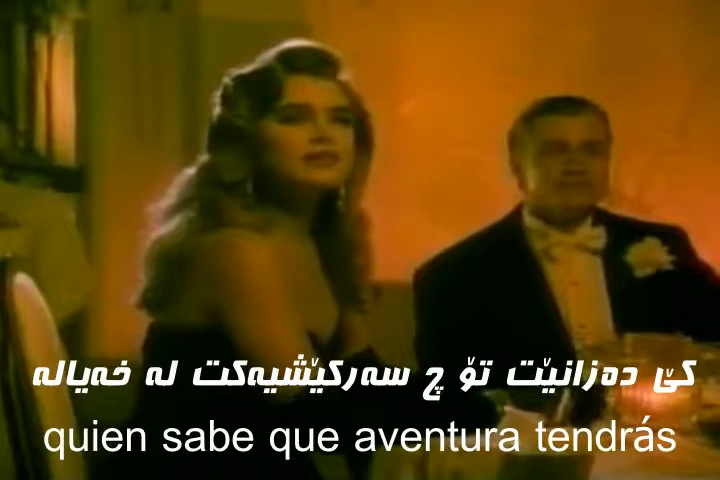 کێ دەزانێت تۆ چ سەرکێشیەکت لە خەیالە
quien sabe que aventura tendrás